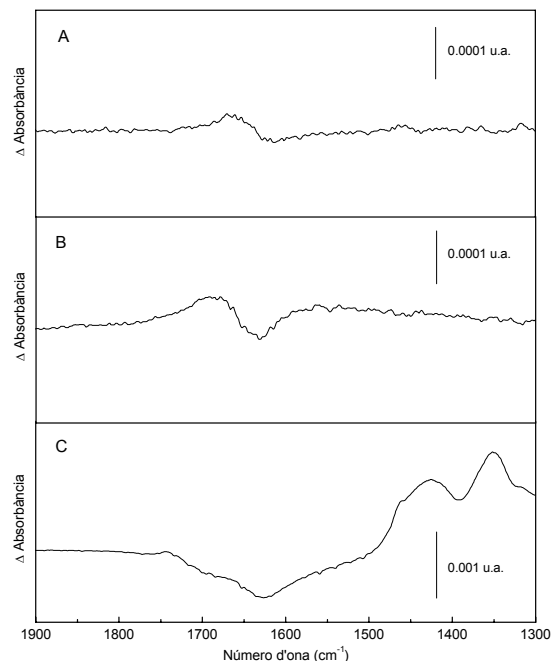 A
0.0001 u.a.
Δ Absorbància
B
0.0001 u.a.
Δ Absorbància
C
0.001 u.a.
Δ Absorbància
1900 1800 1700 1600 1500 1400 1300
Número d'ona (cm⁻¹)